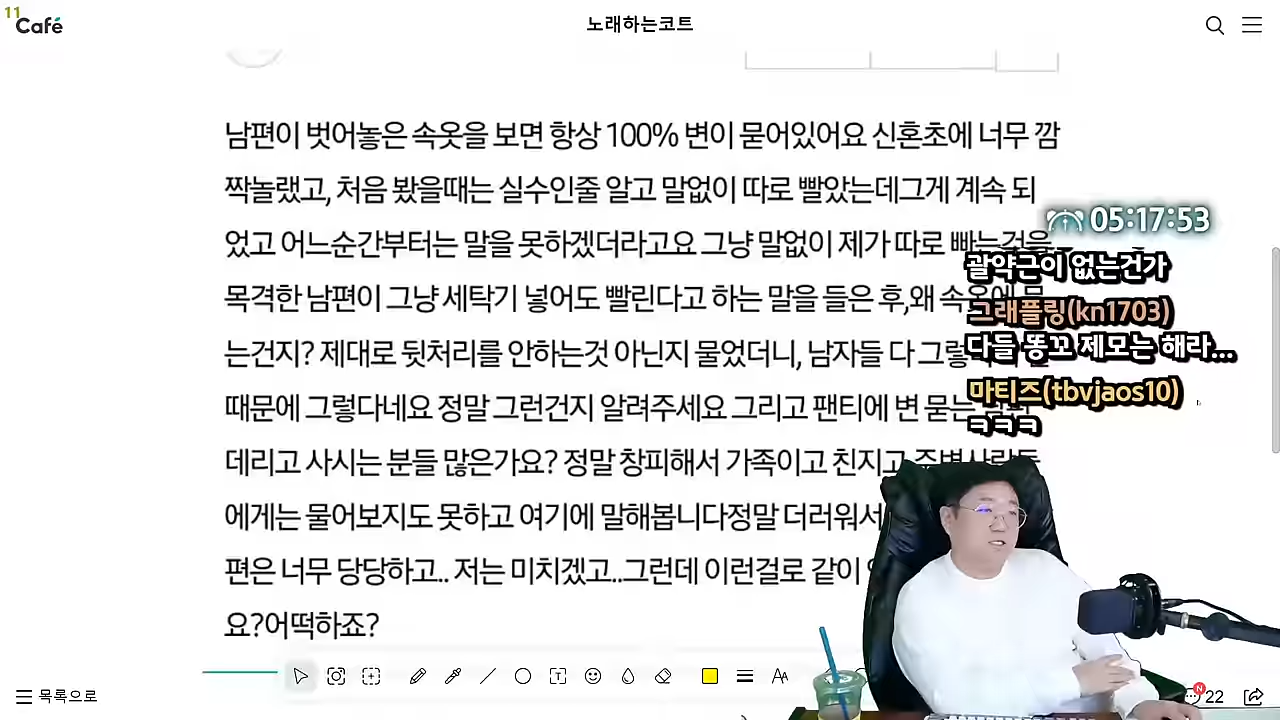 11
Café
노래하는코트
남편이 벗어놓은 속옷을 보면 항상 100% 변이 묻어있어요 신혼초에 너무 깜
짝놀랬고, 처음 봤을때는 실수인줄 알고 말없이 따로 빨았는데그게 계속 되
었고 어느순간부터는 말을 못하겠더라고요 그냥 말없이 제가 따로 빠는것을
목격한 남편이 그냥 세탁기 넣어도 빨린다고 하는 말을 들은 후,왜
는건지? 제대로 뒷처리를 안하는것 아닌지 물었더니, 남자들 다
때문에 그렇다네요 정말 그런건지 알려주세요 그리고 팬티에 변 묻는
데리고 사시는 분들 많은가요? 정말 창피해서 가족이고 친지고
에게는 물어보지도 못하고 여기에 말해봅니다정말 더러워서
편은 너무 당당하고.. 저는 미치겠고..그런데 이런걸로 같이
요?어떡하죠?
05:17:53
괄약근이 없는건가
그래플링(kn1703)
다들 똥꼬 제모는 해라...
마티즈(tbvjaos10)
ㅋㅋㅋ
목록으로
N
22